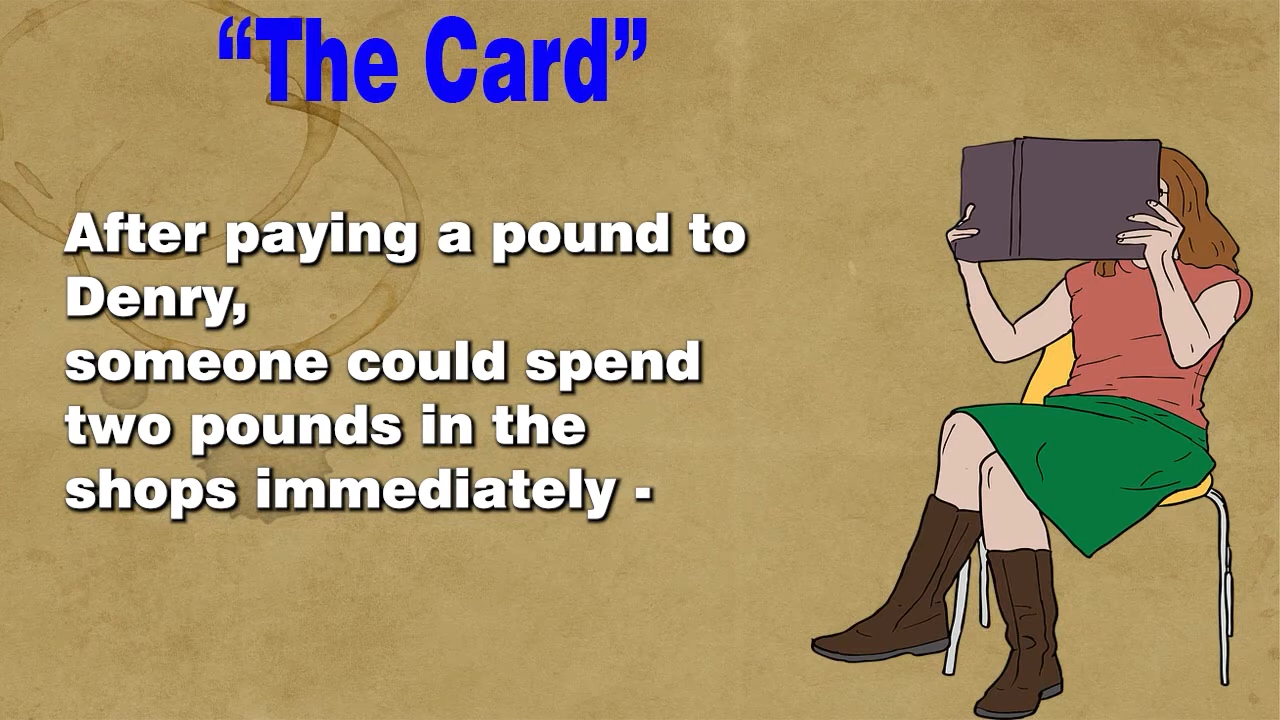 “The Card”
After paying a pound to
Denry,
someone could spend
two pounds in the
shops immediately -